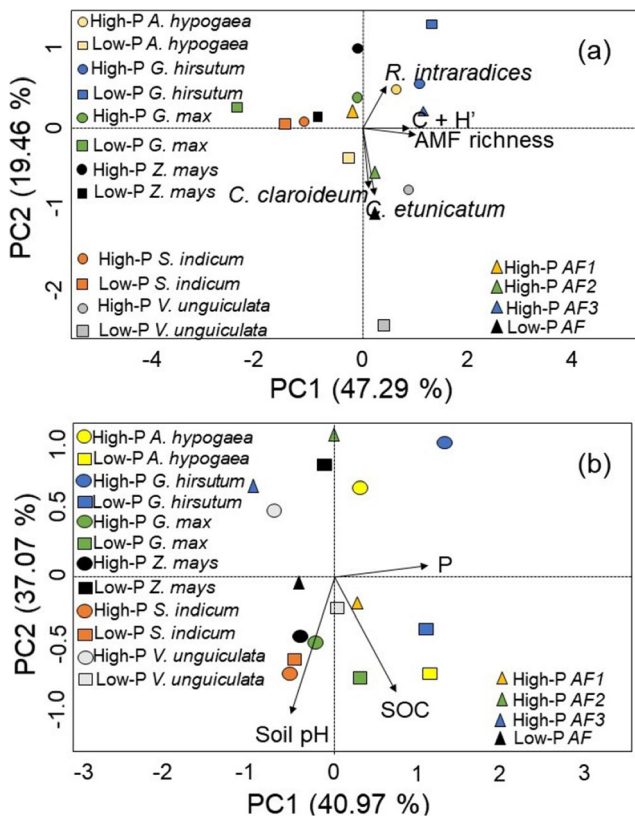 (a)
PC2 (19.46 %)
1
0
-1
-2
High-P A. hypogaea
Low-P A. hypogaea
High-P G. hirsutum
Low-P G. hirsutum
High-P G. max
Low-P G. max
High-P Z. mays
Low-P Z. mays
High-P S. indicum
Low-P S. indicum
High-P V. unguiculata
Low-P V. unguiculata
R. intraradices
C + H’
AMF richness
C. claroideum
C. etunicatum
High-P AF1
High-P AF2
High-P AF3
Low-P AF
-4 -2 0 2 4
PC1 (47.29 %)
(b)
PC2 (37.07 %)
1.0
0.5
0
-0.5
-1.0
High-P A. hypogaea
Low-P A. hypogaea
High-P G. hirsutum
Low-P G. hirsutum
High-P G. max
Low-P G. max
High-P Z. mays
Low-P Z. mays
High-P S. indicum
Low-P S. indicum
High-P V. unguiculata
Low-P V. unguiculata
P
SOC
Soil pH
High-P AF1
High-P AF2
High-P AF3
Low-P AF
-3 -2 -1 0 1 2 3
PC1 (40.97 %)